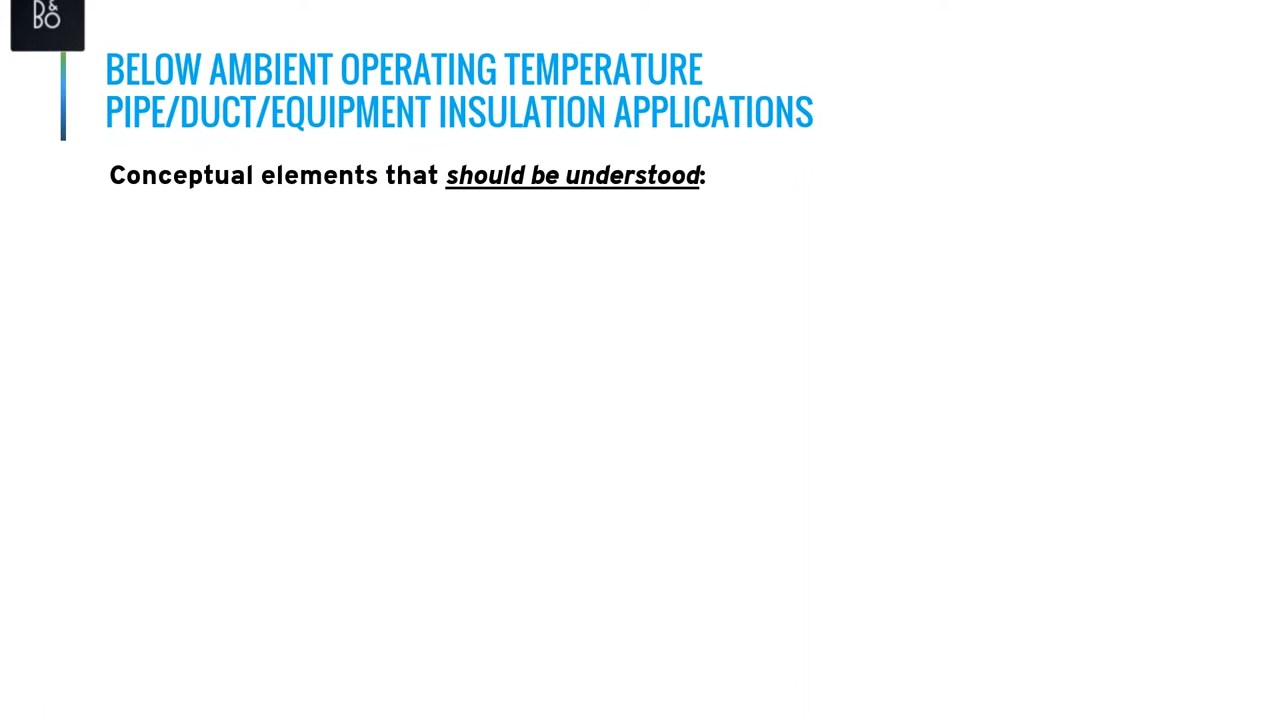 B&O
BELOW AMBIENT OPERATING TEMPERATURE
PIPE/DUCT/EQUIPMENT INSULATION APPLICATIONS
Conceptual elements that should be understood: